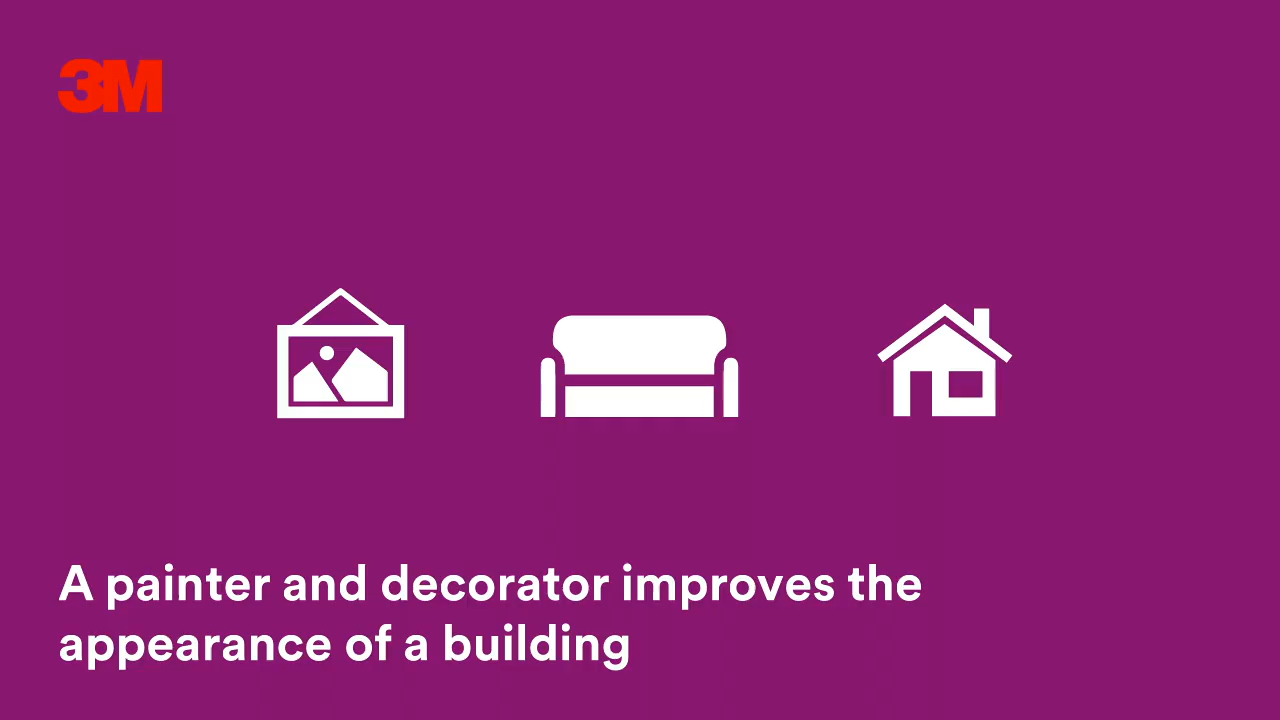 3M
A painter and decorator improves the
appearance of a building